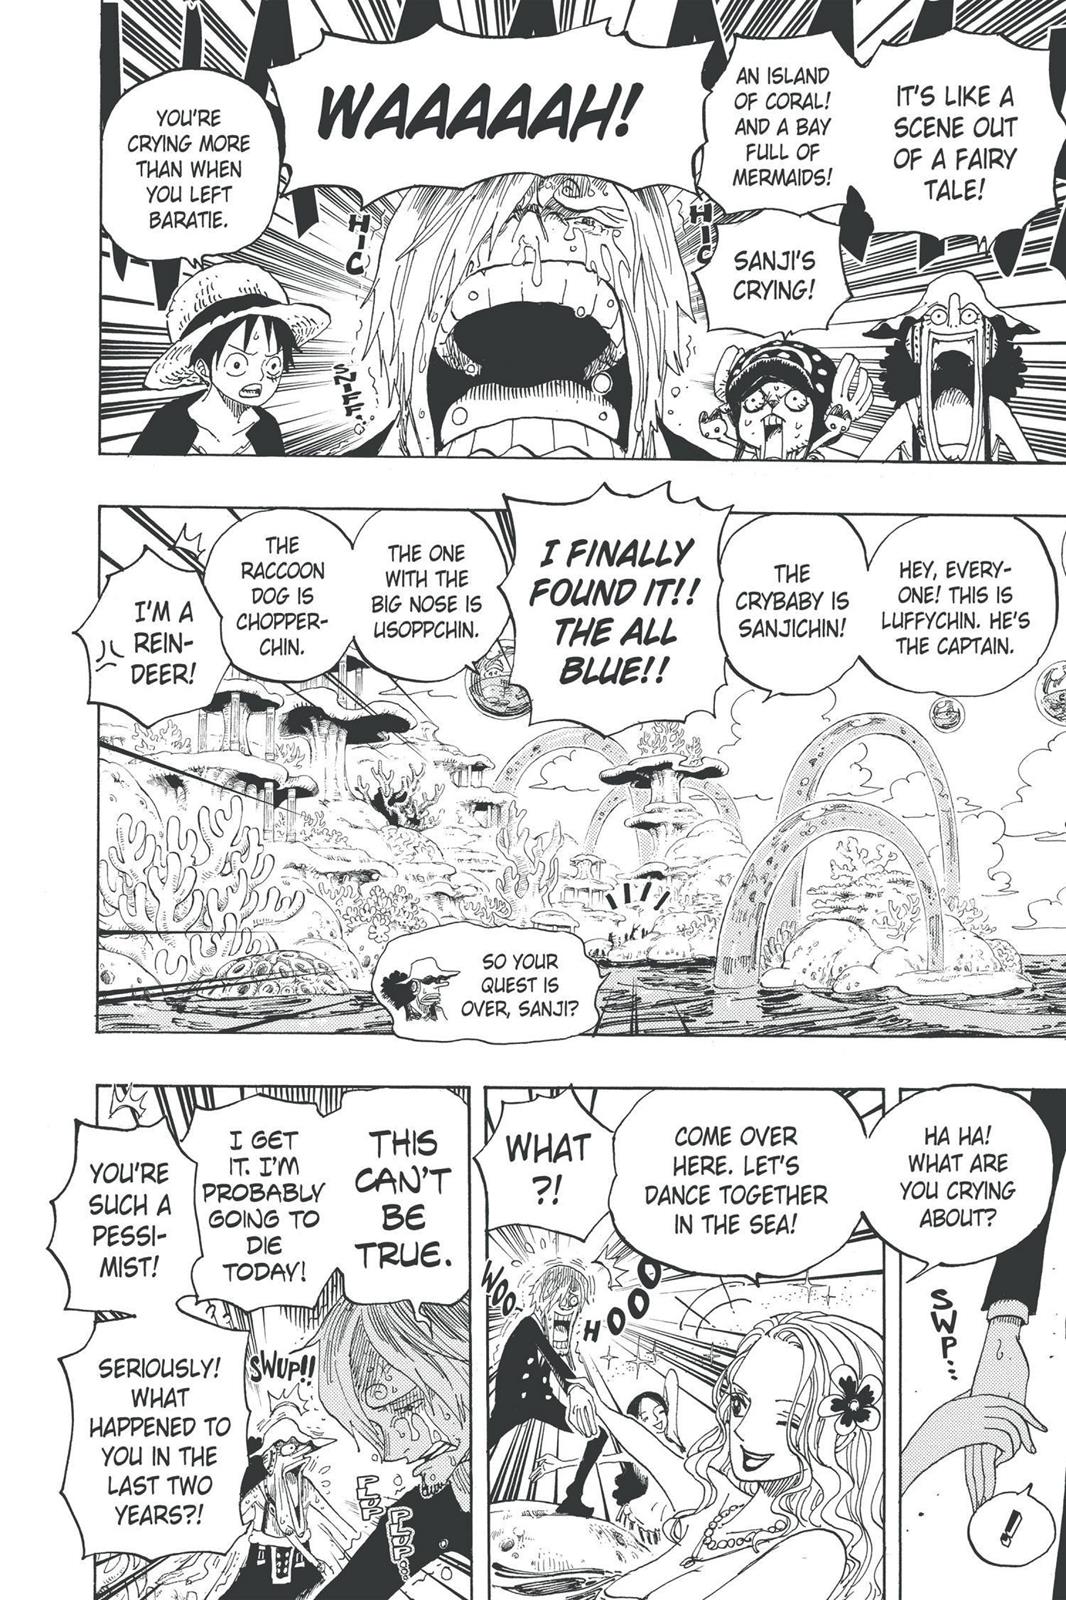 IT'S LIKE A
SCENE OUT
OF A FAIRY
TALE!
AN ISLAND
OF CORAL!
AND A BAY
FULL OF
MERMAIDS!
SANJI'S
CRYING!
WAAAAAH!
HIC
HIC
SNIFF
YOU'RE
CRYING MORE
THAN WHEN
YOU LEFT
BARATIE.
HEY, EVERY-
ONE! THIS IS
LUFFYCHIN. HE'S
THE CAPTAIN.
THE
CRYBABY IS
SANJICHIN!
I FINALLY
FOUND IT!!
THE ALL
BLUE!!
THE ONE
WITH THE
BIG NOSE IS
USOPPCHIN.
THE
RACCOON
DOG IS
CHOPPER-
CHIN.
I'M A
REIN-
DEER!
SO YOUR
QUEST IS
OVER, SANJI?
HA HA!
WHAT ARE
YOU CRYING
ABOUT?
SWP...
!
COME OVER
HERE. LET'S
DANCE TOGETHER
IN THE SEA!
WHAT
?!
WOO-
HOOO
THIS
CAN'T
BE
TRUE.
I GET
IT. I'M
PROBABLY
GOING TO
DIE
TODAY!
YOU'RE
SUCH A
PESSI-
MIST!
SWUP!!
SERIOUSLY!
WHAT
HAPPENED TO
YOU IN THE
LAST TWO
YEARS?!
PLUP
PLUP...